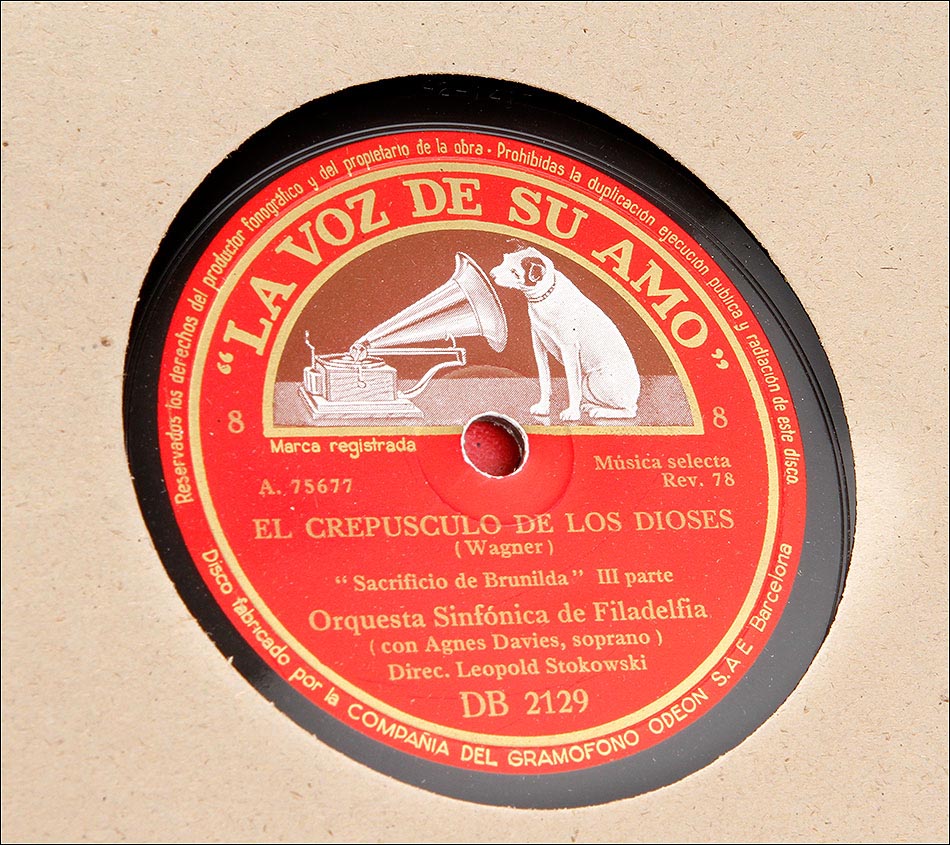 Reservados los derechos del productor fonográfico y del propietario de la obra · Prohibidas la duplicación ejecución publica y radiación de este disco
"LA VOZ DE SU AMO"
8 8
Marca registrada
A. 75677
Música selecta
Rev. 78
EL CREPUSCULO DE LOS DIOSES
(Wagner)
"Sacrificio de Brunilda" III parte
Orquesta Sinfónica de Filadelfia
(con Agnes Davies, soprano)
Direc. Leopold Stokowski
DB 2129
Disco fabricado por la COMPAÑIA DEL GRAMOFONO ODEON S.A.E Barcelona